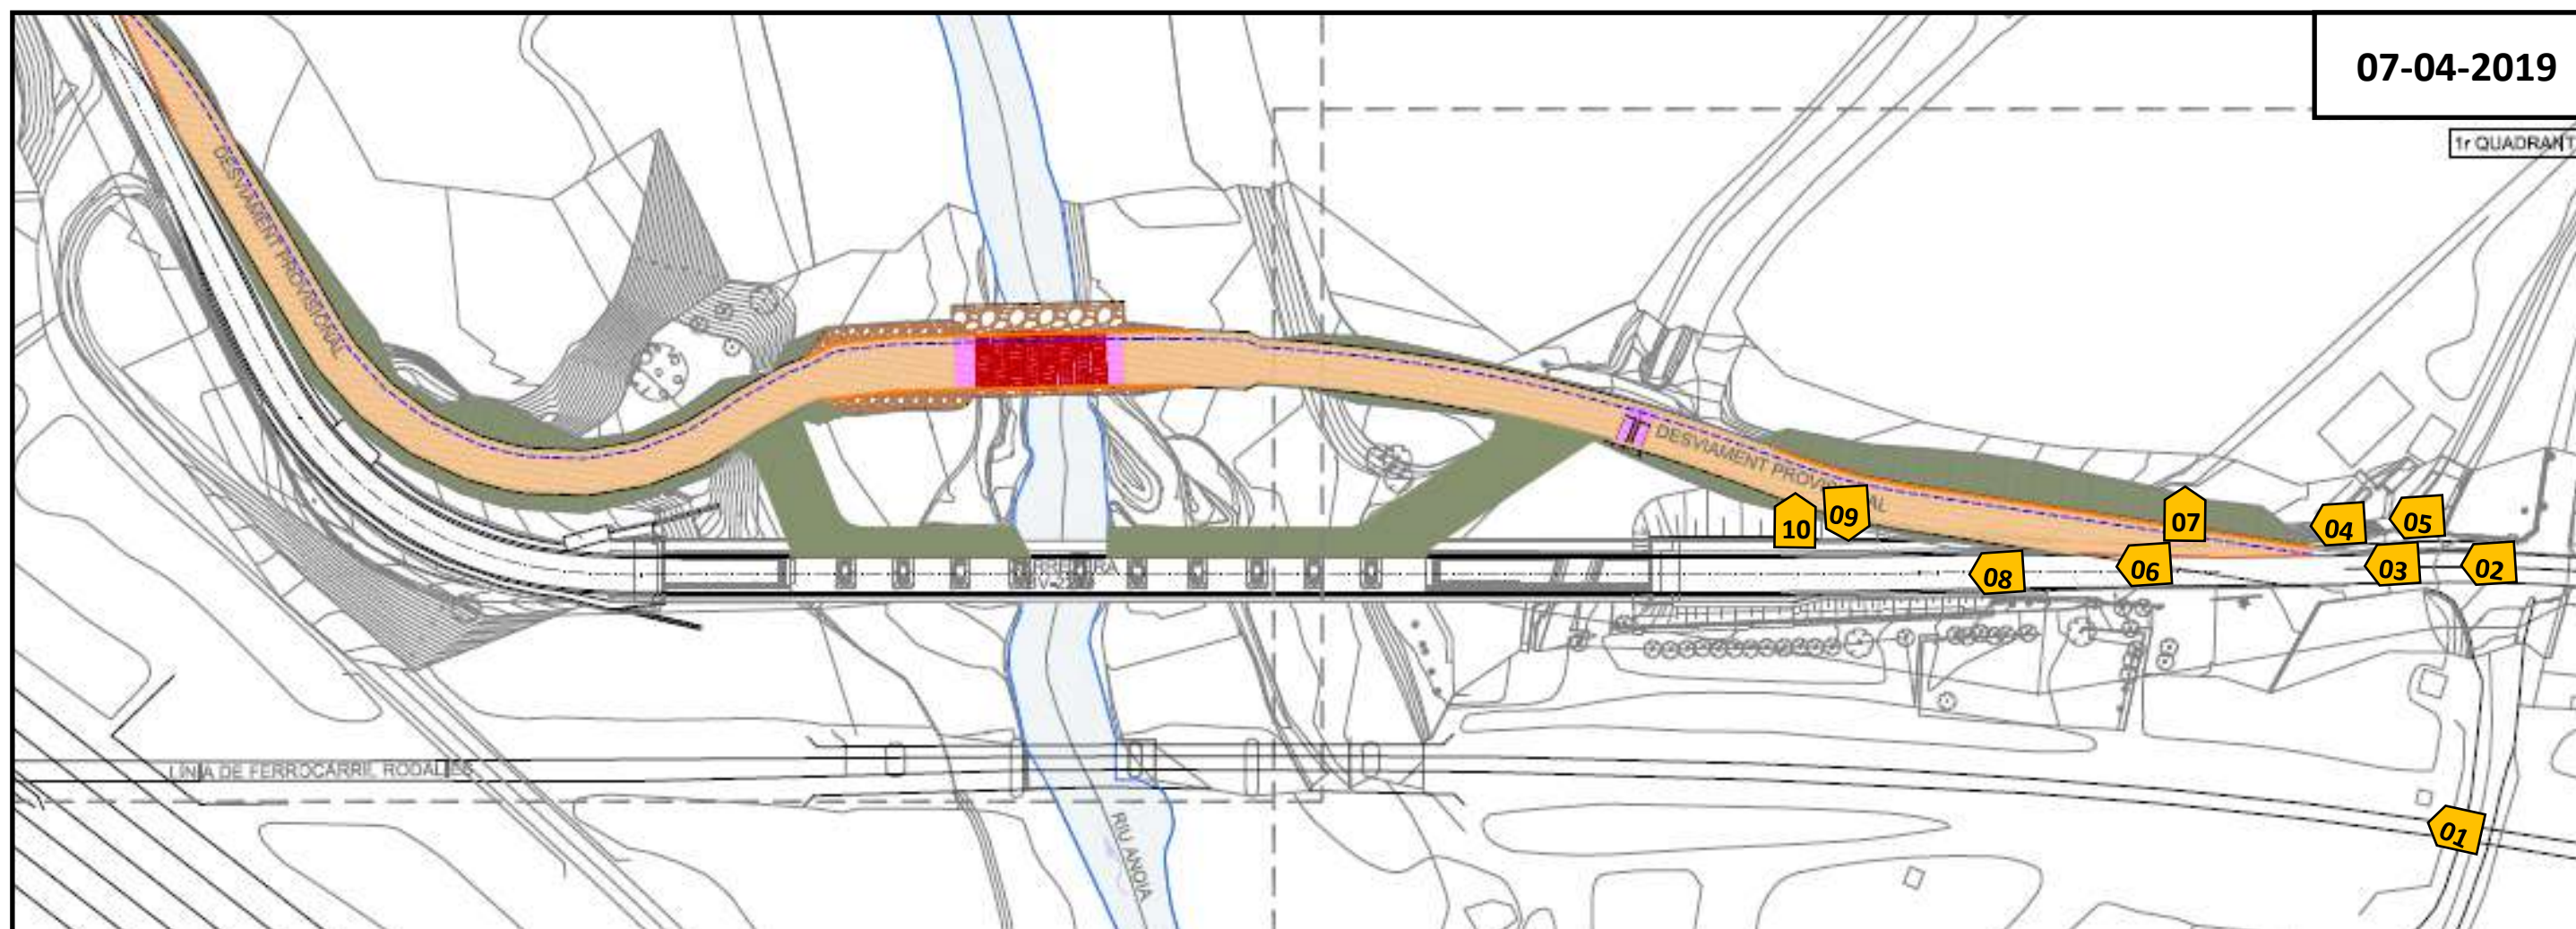 07-04-2019
1r QUADRANT
DESVIAMENT PROVISIONAL
DESVIAMENT PROVISIONAL
10
09
07
04
05
08
06
03
02
LÍNIA DE FERROCARRIL RODALIES
01
RIU ANOIA